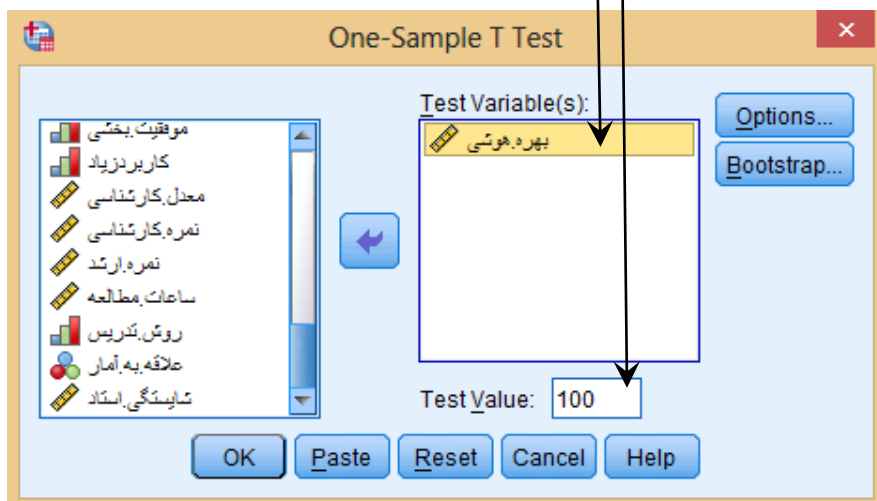 One-Sample T Test
موفقیت.بخشی
کاربردزیاد
معدل.کارشناسی
نمره.کارشناسی
نمره.ارشد
ساعات.مطالعه
روش.تدریس
علاقه.به.آمار
شایستگی.استاد
Test Variable(s):
بهره.هوشی
Test Value: 100
Options...
Bootstrap...
OK Paste Reset Cancel Help